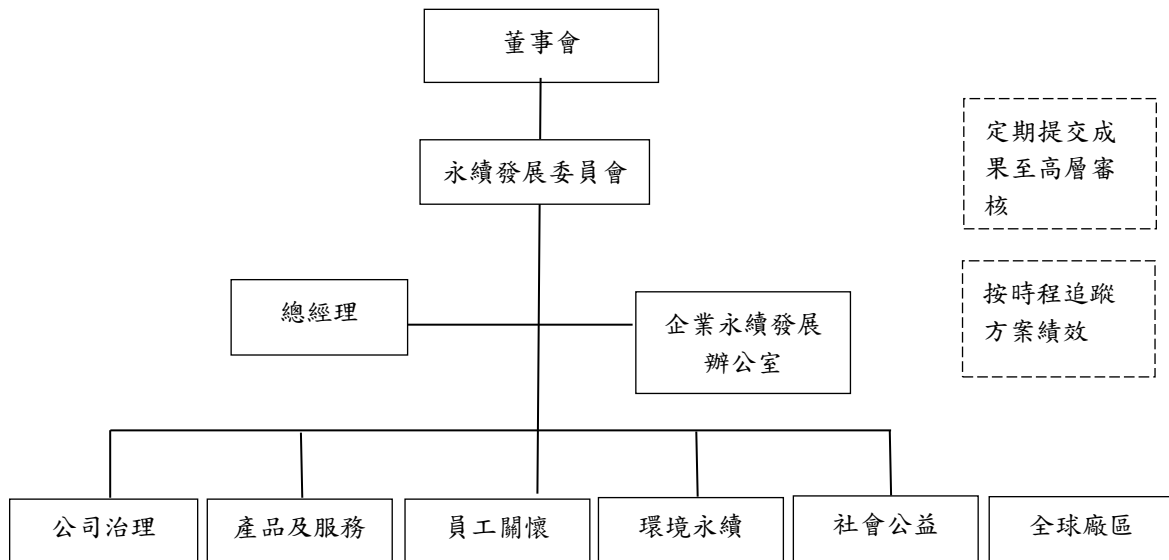 董事會
永續發展委員會
定期提交成
果至高層審
核
總經理
企業永續發展
辦公室
按時程追蹤
方案績效
公司治理
產品及服務
員工關懷
環境永續
社會公益
全球廠區